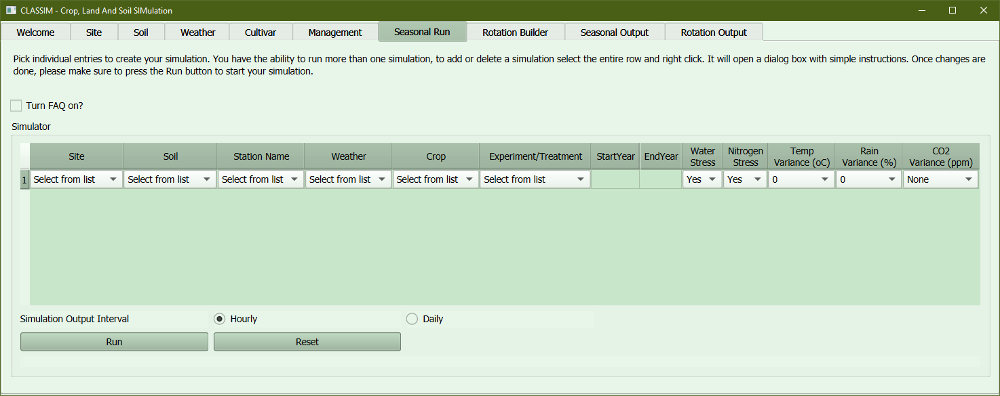 CLASSIM - Crop, Land And Soil SIMulation
Welcome Site Soil Weather Cultivar Management Seasonal Run Rotation Builder Seasonal Output Rotation Output
Pick individual entries to create your simulation. You have the ability to run more than one simulation, to add or delete a simulation select the entire row and right click. It will open a dialog box with simple instructions. Once changes are
done, please make sure to press the Run button to start your simulation.
Turn FAQ on?
Simulator
Site Soil Station Name Weather Crop Experiment/Treatment StartYear EndYear Water Stress Nitrogen Stress Temp Variance (oC) Rain Variance (%) CO2 Variance (ppm)
1 Select from list Select from list Select from list Select from list Select from list Select from list Yes Yes 0 0 None
Simulation Output Interval Hourly Daily
Run Reset